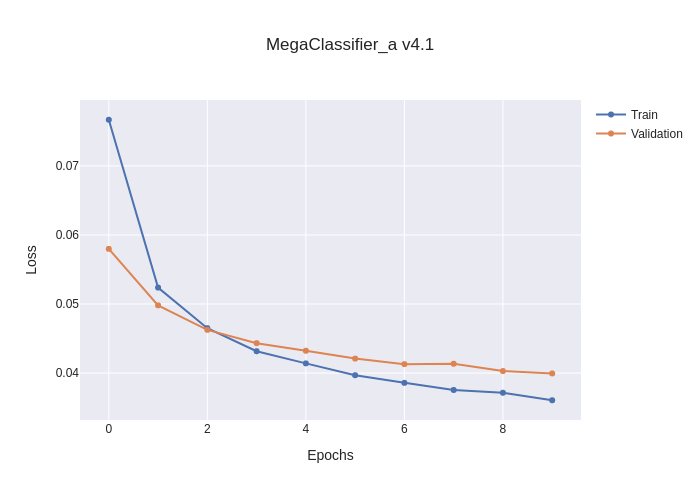 MegaClassifier_a v4.1
Train
Validation
0.07
0.06
0.05
0.04
Loss
0 2 4 6 8
Epochs